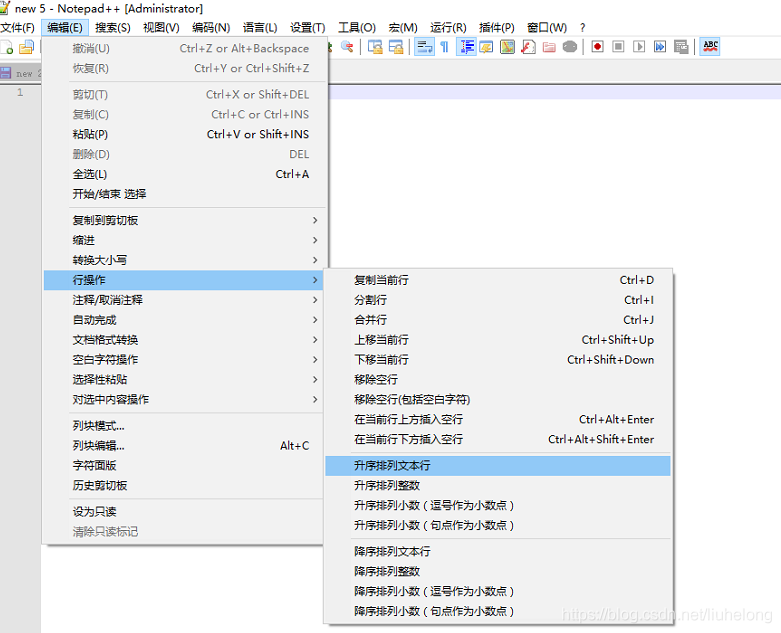 new 5 - Notepad++ [Administrator]
文件(F) 编辑(E) 搜索(S) 视图(V) 编码(N) 语言(L) 设置(T) 工具(O) 宏(M) 运行(R) 插件(P) 窗口(W) ?
ABC
new 2
1
撤消(U) Ctrl+Z or Alt+Backspace
恢复(R) Ctrl+Y or Ctrl+Shift+Z
剪切(T) Ctrl+X or Shift+DEL
复制(C) Ctrl+C or Ctrl+INS
粘贴(P) Ctrl+V or Shift+INS
删除(D) DEL
全选(L) Ctrl+A
开始/结束 选择
复制到剪切板
缩进
转换大小写
行操作
注释/取消注释
自动完成
文档格式转换
空白字符操作
选择性粘贴
对选中内容操作
列块模式...
列块编辑... Alt+C
字符面版
历史剪切板
设为只读
清除只读标记
复制当前行 Ctrl+D
分割行 Ctrl+I
合并行 Ctrl+J
上移当前行 Ctrl+Shift+Up
下移当前行 Ctrl+Shift+Down
移除空行
移除空行(包括空白字符)
在当前行上方插入空行 Ctrl+Alt+Enter
在当前行下方插入空行 Ctrl+Alt+Shift+Enter
升序排列文本行
升序排列整数
升序排列小数（逗号作为小数点）
升序排列小数（句点作为小数点）
降序排列文本行
降序排列整数
降序排列小数（逗号作为小数点）
降序排列小数（句点作为小数点）
https://blog.csdn.net/liuhelong